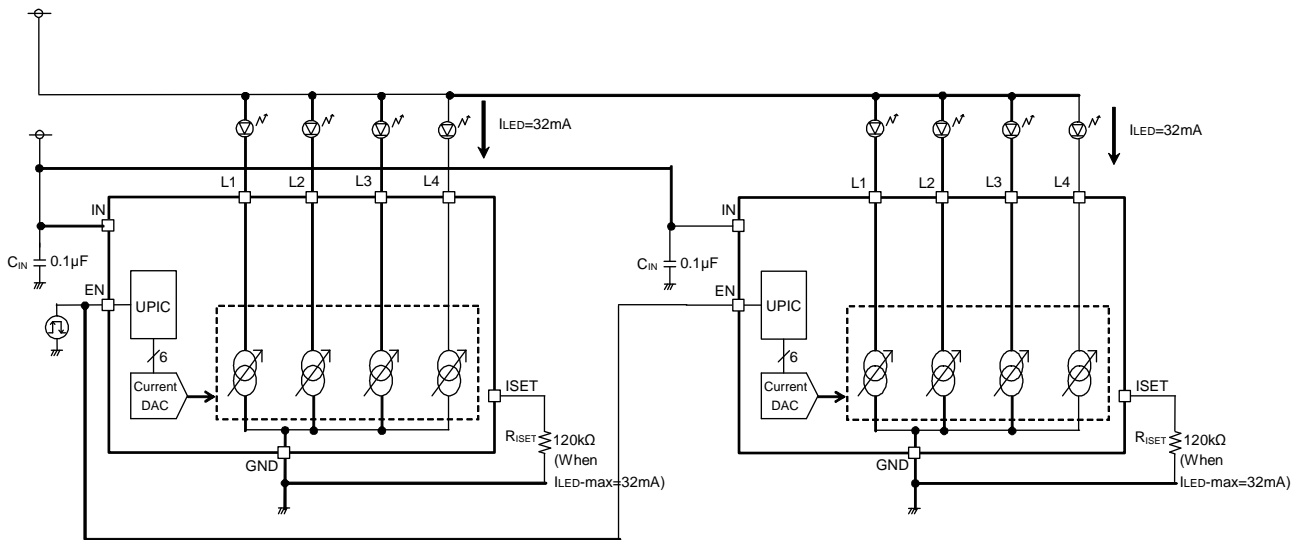 ILED=32mA
ILED=32mA
L1 L2 L3 L4
L1 L2 L3 L4
IN
IN
CIN 0.1µF
CIN 0.1µF
EN
EN
UPIC
UPIC
6
6
Current
DAC
Current
DAC
ISET
ISET
RISET 120kΩ
(When
ILED-max=32mA)
RISET 120kΩ
(When
ILED-max=32mA)
GND
GND